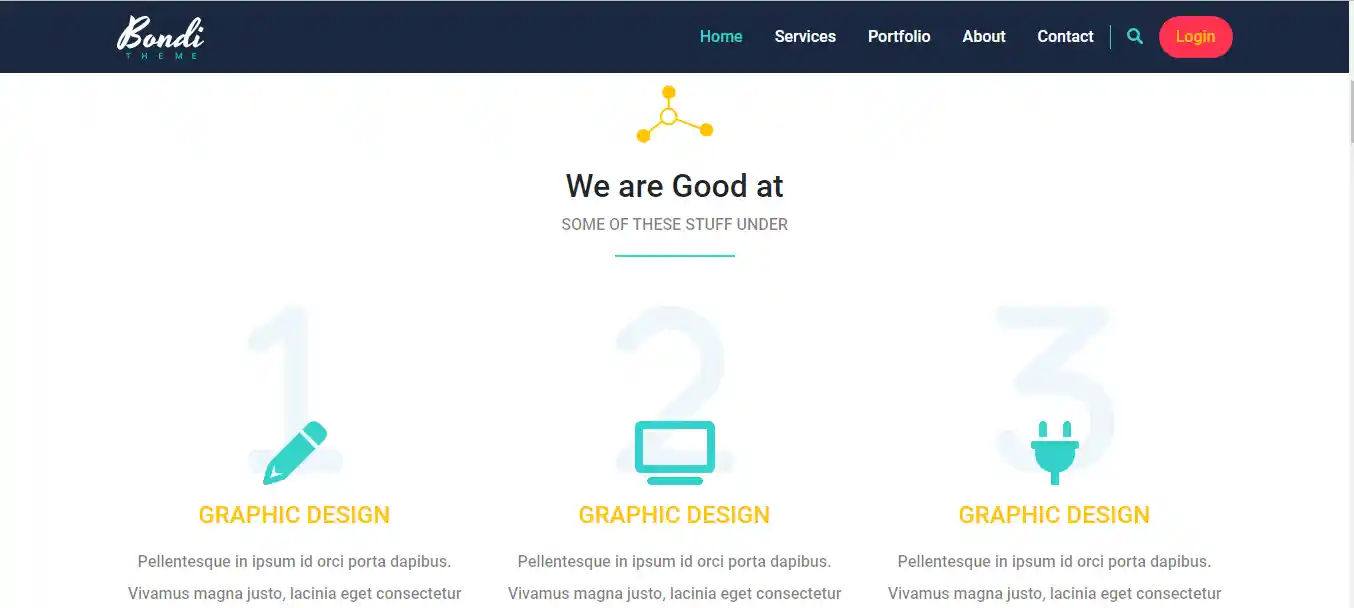 Bondi
THEME
Home Services Portfolio About Contact Login
We are Good at
SOME OF THESE STUFF UNDER
1 2 3
GRAPHIC DESIGN GRAPHIC DESIGN GRAPHIC DESIGN
Pellentesque in ipsum id orci porta dapibus. Pellentesque in ipsum id orci porta dapibus. Pellentesque in ipsum id orci porta dapibus.
Vivamus magna justo, lacinia eget consectetur Vivamus magna justo, lacinia eget consectetur Vivamus magna justo, lacinia eget consectetur